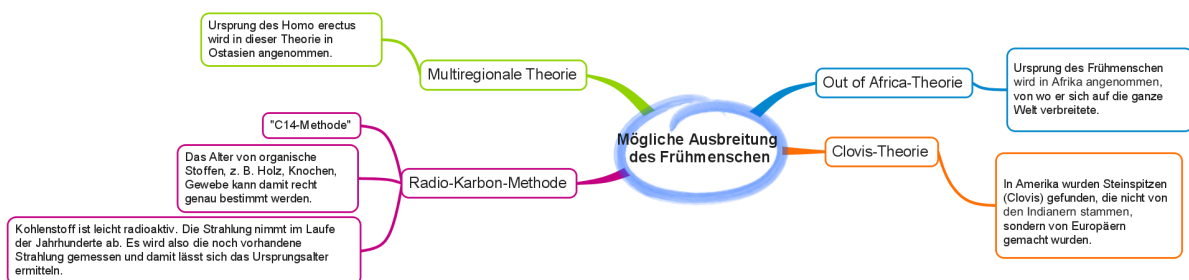 Mögliche Ausbreitung
des Frühmenschen
Multiregionale Theorie
Ursprung des Homo erectus
wird in dieser Theorie in
Ostasien angenommen.
Radio-Karbon-Methode
"C14-Methode"
Das Alter von organische
Stoffen, z. B. Holz, Knochen,
Gewebe kann damit recht
genau bestimmt werden.
Kohlenstoff ist leicht radioaktiv. Die Strahlung nimmt im Laufe
der Jahrhunderte ab. Es wird also die noch vorhandene
Strahlung gemessen und damit lässt sich das Ursprungsalter
ermitteln.
Out of Africa-Theorie
Ursprung des Frühmenschen
wird in Afrika angenommen,
von wo er sich auf die ganze
Welt verbreitete.
Clovis-Theorie
In Amerika wurden Steinspitzen
(Clovis) gefunden, die nicht von
den Indianern stammen,
sondern von Europäern
gemacht wurden.